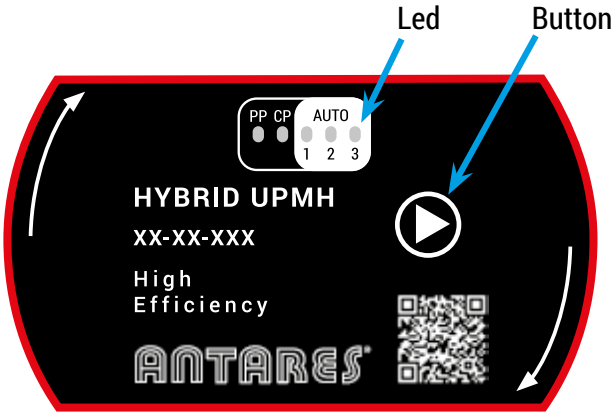 Led Button
PP CP AUTO
1 2 3
HYBRID UPMH
XX-XX-XXX
High
Efficiency
ANTARES